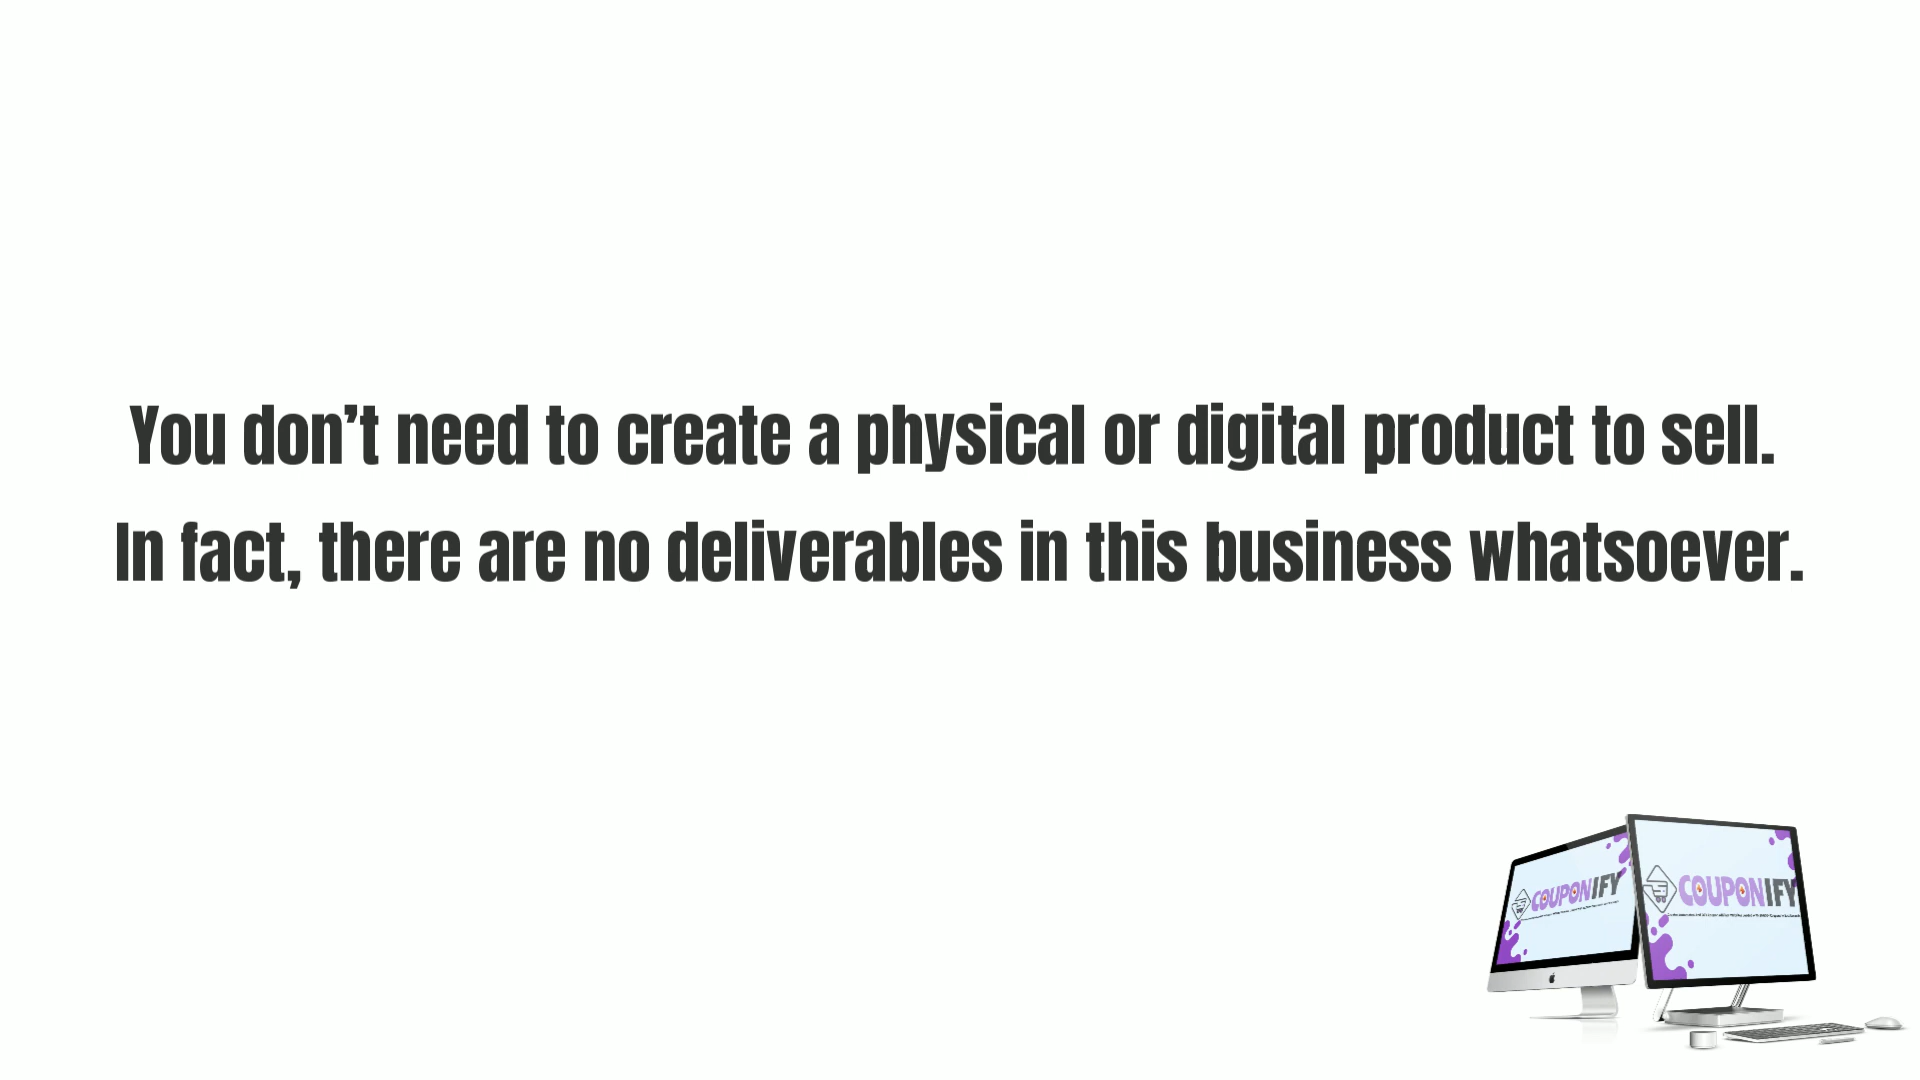 You don’t need to create a physical or digital product to sell.
In fact, there are no deliverables in this business whatsoever.
COUPONIFY
COUPONIFY